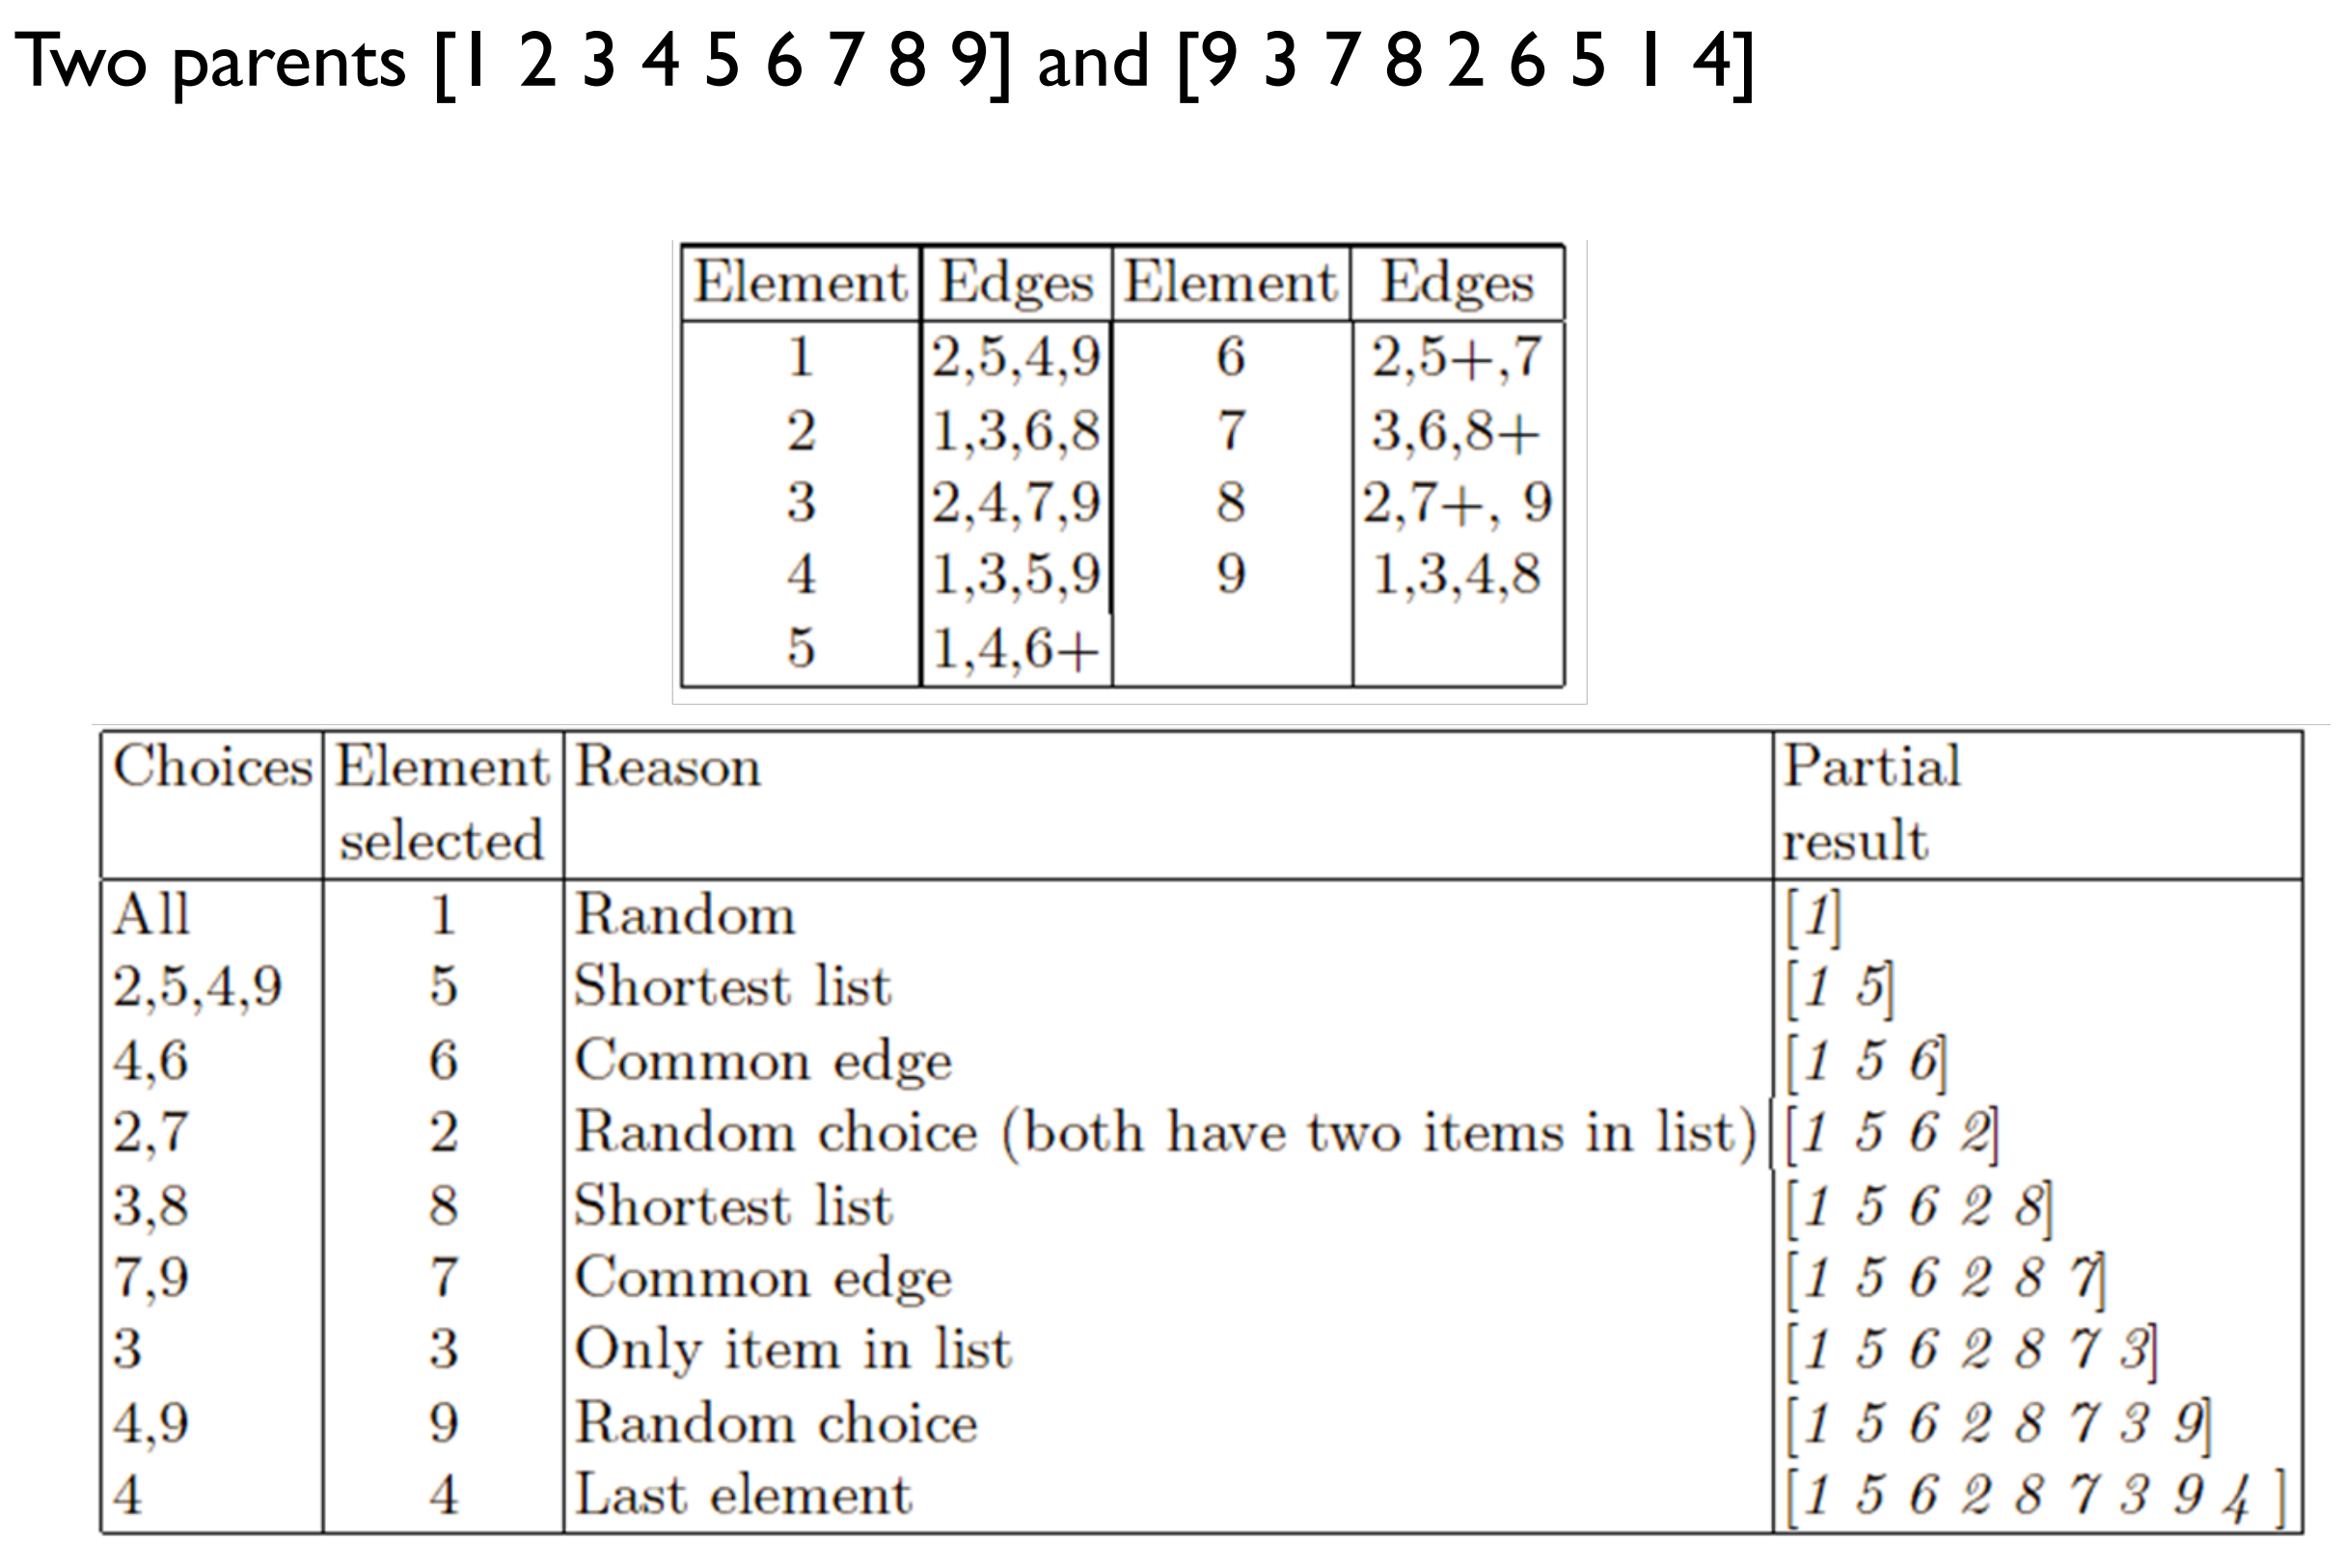 Two parents [1 2 3 4 5 6 7 8 9] and [9 3 7 8 2 6 5 1 4]
Element Edges Element Edges
1 2,5,4,9 6 2,5+,7
2 1,3,6,8 7 3,6,8+
3 2,4,7,9 8 2,7+, 9
4 1,3,5,9 9 1,3,4,8
5 1,4,6+
Choices Element Reason Partial
selected result
All 1 Random [1]
2,5,4,9 5 Shortest list [1 5]
4,6 6 Common edge [1 5 6]
2,7 2 Random choice (both have two items in list) [1 5 6 2]
3,8 8 Shortest list [1 5 6 2 8]
7,9 7 Common edge [1 5 6 2 8 7]
3 3 Only item in list [1 5 6 2 8 7 3]
4,9 9 Random choice [1 5 6 2 8 7 3 9]
4 4 Last element [1 5 6 2 8 7 3 9 4 ]